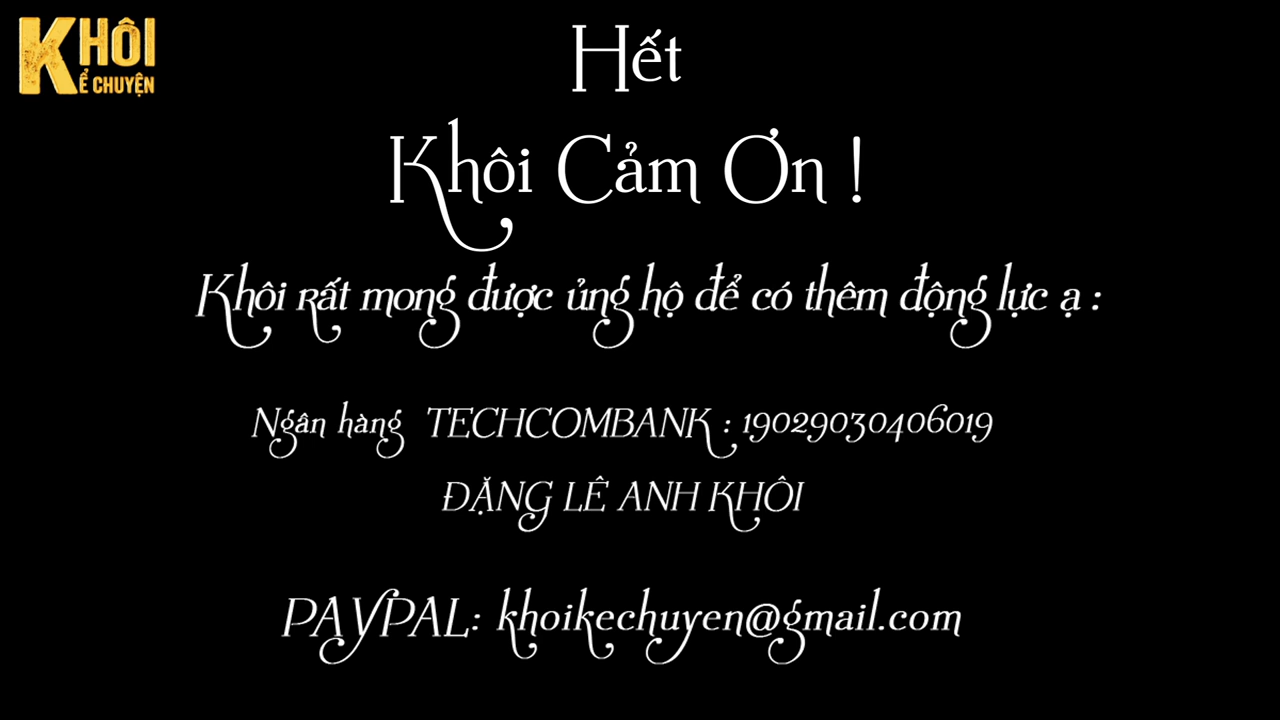 KHÔI
KỂ CHUYỆN
Hết
Khôi Cảm Ơn !
Khôi rất mong được ủng hộ để có thêm động lực ạ :
Ngân hàng TECHCOMBANK : 19029030406019
ĐẶNG LÊ ANH KHÔI
PAYPAL: khoikechuyen@gmail.com